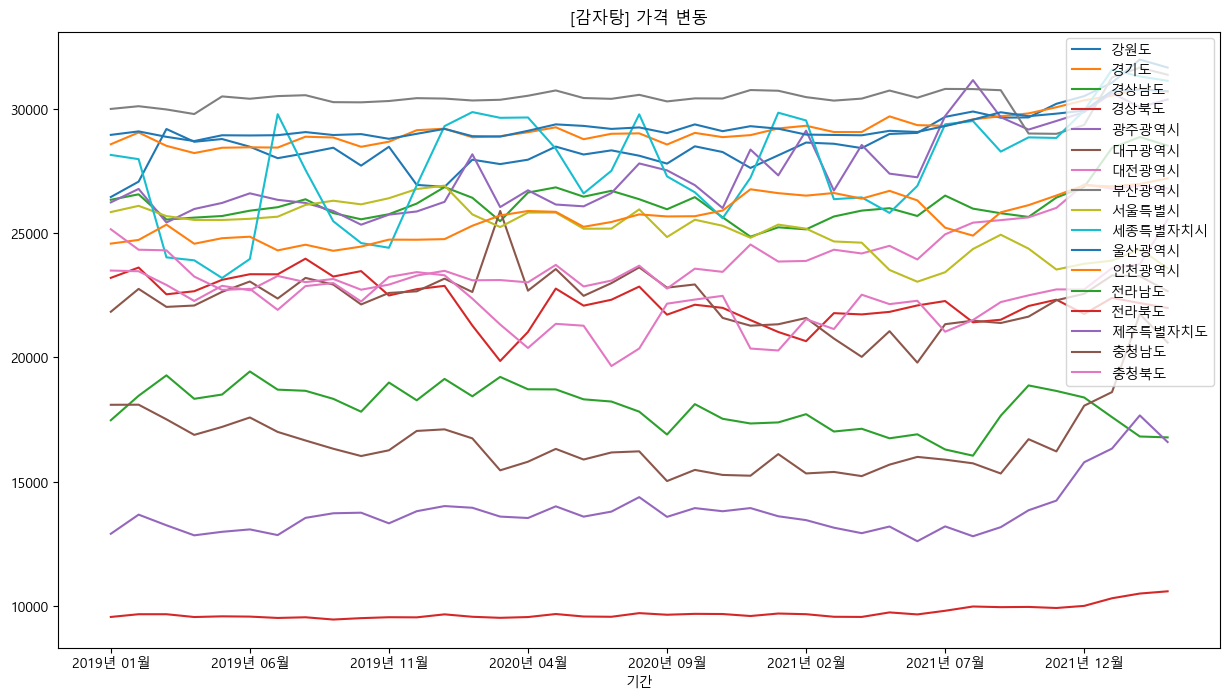 [감자탕] 가격 변동
30000
25000
20000
15000
10000
강원도
경기도
경상남도
경상북도
광주광역시
대구광역시
대전광역시
부산광역시
서울특별시
세종특별자치시
울산광역시
인천광역시
전라남도
전라북도
제주특별자치도
충청남도
충청북도
2019년 01월 2019년 06월 2019년 11월 2020년 04월 2020년 09월 2021년 02월 2021년 07월 2021년 12월
기간